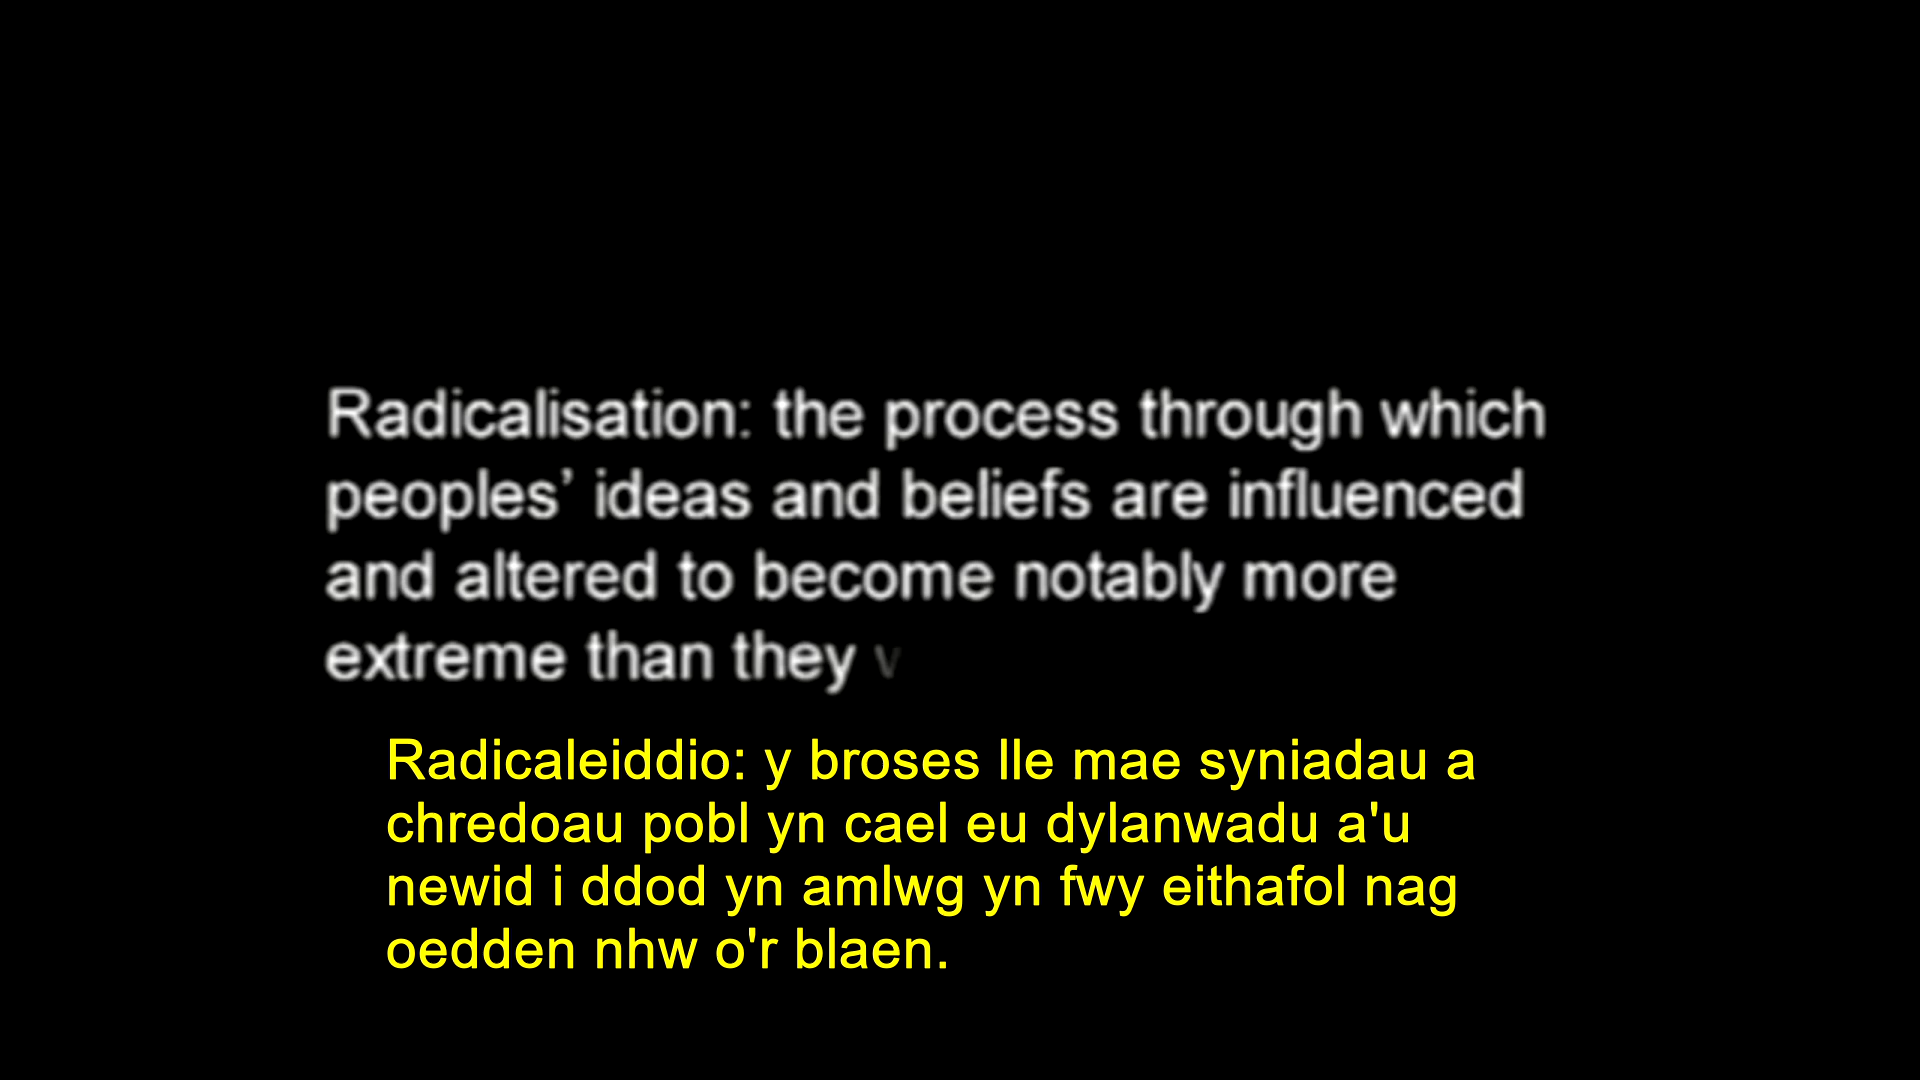 Radicalisation: the process through which
peoples’ ideas and beliefs are influenced
and altered to become notably more
extreme than they
Radicaleiddio: y broses lle mae syniadau a
chredoau pobl yn cael eu dylanwadu a'u
newid i ddod yn amlwg yn fwy eithafol nag
oedden nhw o'r blaen.